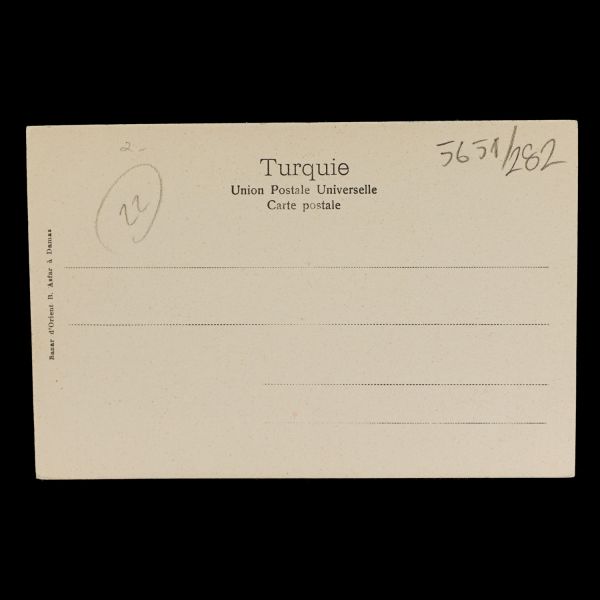 2-
22
5651/282
Turquie
Union Postale Universelle
Carte postale
Bazar d'Orient B. Asfar à Damas